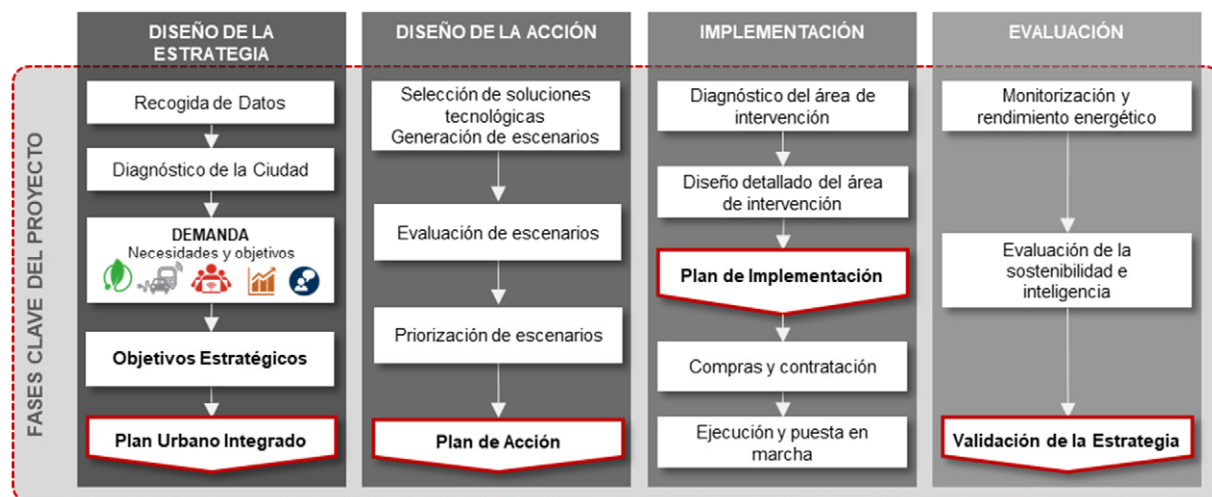 FASES CLAVE DEL PROYECTO
DISEÑO DE LA
ESTRATEGIA
Recogida de Datos
Diagnóstico de la Ciudad
DEMANDA
Necesidades y objetivos
Objetivos Estratégicos
Plan Urbano Integrado
DISEÑO DE LA ACCIÓN
Selección de soluciones
tecnológicas
Generación de escenarios
Evaluación de escenarios
Priorización de escenarios
Plan de Acción
IMPLEMENTACIÓN
Diagnóstico del área de
intervención
Diseño detallado del área
de intervención
Plan de Implementación
Compras y contratación
Ejecución y puesta en
marcha
EVALUACIÓN
Monitorización y
rendimiento energético
Evaluación de la
sostenibilidad e
inteligencia
Validación de la Estrategia